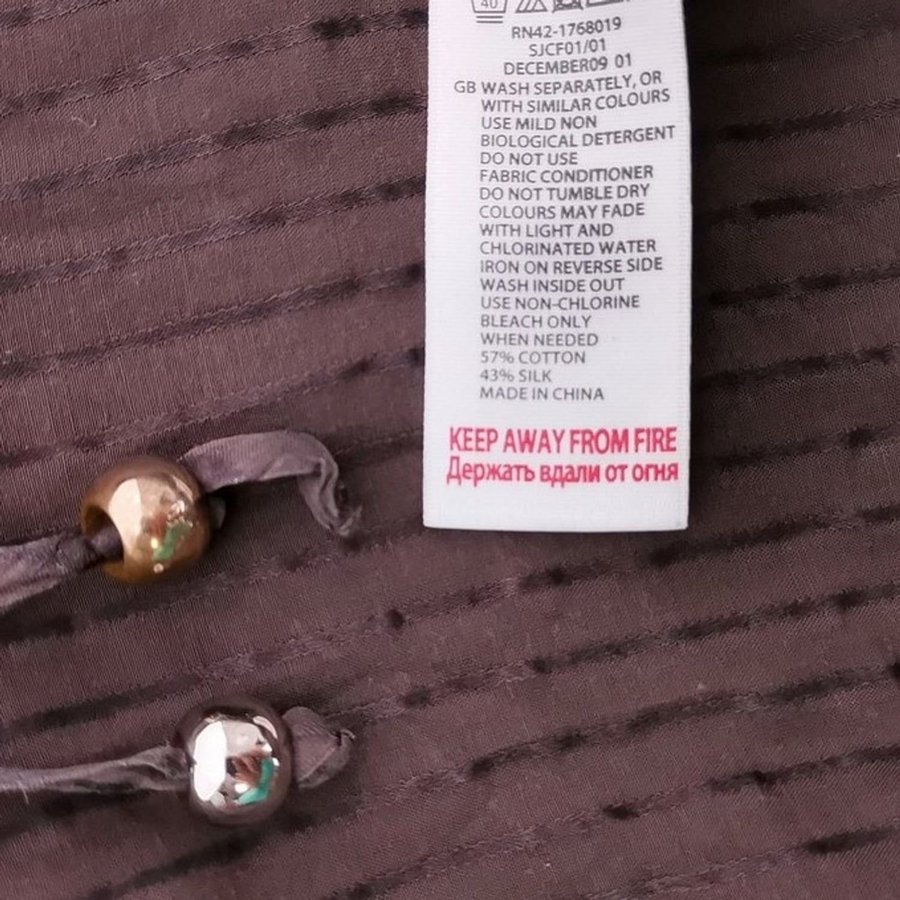 40
RN42-1768019
SJCF01/01
DECEMBER09 01
GB WASH SEPARATELY, OR
WITH SIMILAR COLOURS
USE MILD NON
BIOLOGICAL DETERGENT
DO NOT USE
FABRIC CONDITIONER
DO NOT TUMBLE DRY
COLOURS MAY FADE
WITH LIGHT AND
CHLORINATED WATER
IRON ON REVERSE SIDE
WASH INSIDE OUT
USE NON-CHLORINE
BLEACH ONLY
WHEN NEEDED
57% COTTON
43% SILK
MADE IN CHINA
KEEP AWAY FROM FIRE
Держать вдали от огня